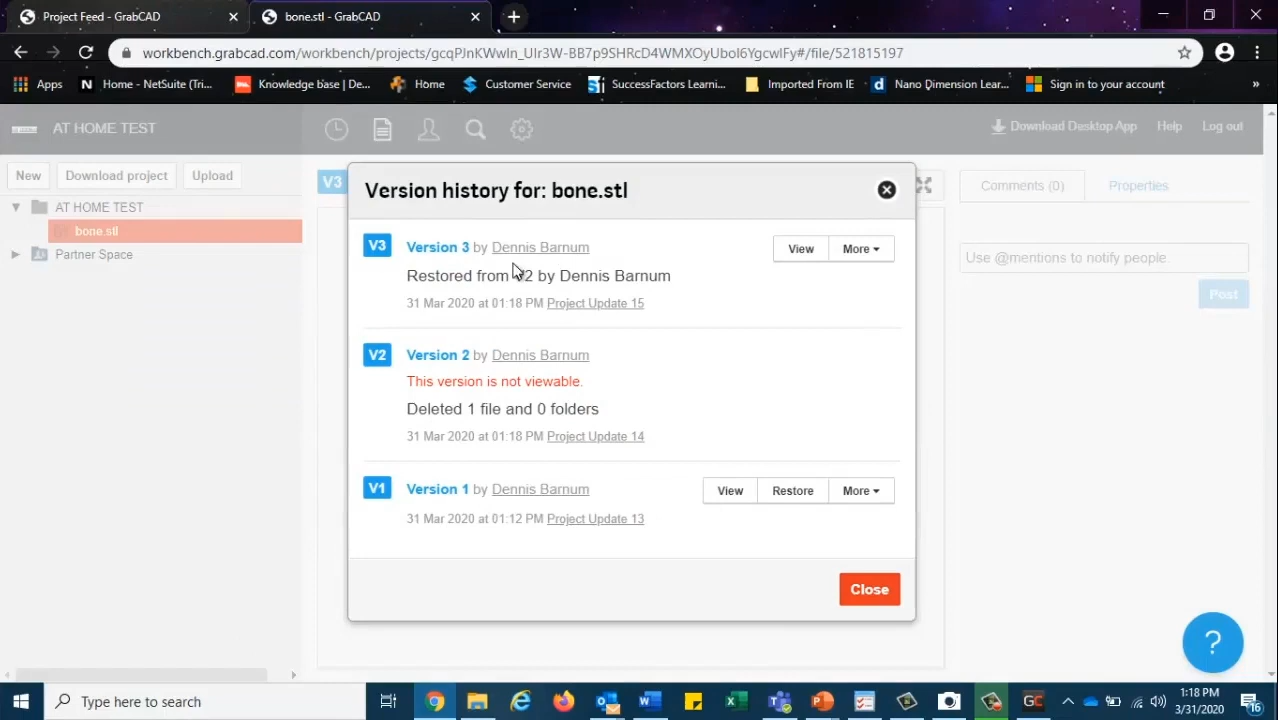 Project Feed - GrabCAD
bone.stl - GrabCAD
workbench.grabcad.com/workbench/projects/gcqPJnKWwIn_UIr3W-BB7p9SHRcD4WMXOyUbol6YgcwIFy#/file/521815197
Apps
Home - NetSuite (Tri...
Knowledge base | De...
Home
Customer Service
SuccessFactors Learni...
Imported From IE
Nano Dimension Lear...
Sign in to your account
»
AT HOME TEST
Download Desktop App
Help
Log out
New
Download project
Upload
V3
Comments (0)
Properties
AT HOME TEST
bone.stl
Partner Space
Use @mentions to notify people.
Post
Version history for: bone.stl
V3
Version 3 by Dennis Barnum
View
More
Restored from 2 by Dennis Barnum
31 Mar 2020 at 01:18 PM Project Update 15
V2
Version 2 by Dennis Barnum
This version is not viewable.
Deleted 1 file and 0 folders
31 Mar 2020 at 01:18 PM Project Update 14
V1
Version 1 by Dennis Barnum
View
Restore
More
31 Mar 2020 at 01:12 PM Project Update 13
Close
?
Type here to search
GC
1:18 PM
3/31/2020
16